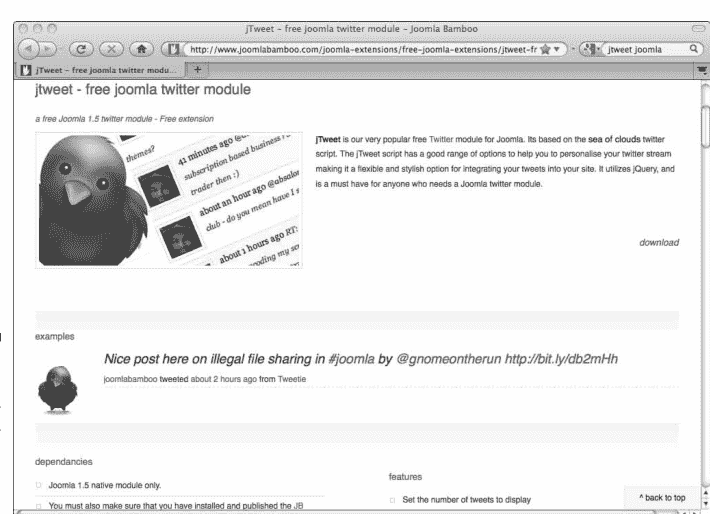 jTweet - free joomla twitter module - Joomla Bamboo
http://www.joomlabamboo.com/joomla-extensions/free-joomla-extensions/jtweet-fr
jtweet joomla
jTweet - free joomla twitter modu...
jtweet - free joomla twitter module
a free Joomla 1.5 twitter module - Free extension
themes?
41 minutes ago
subscription based business
trader then :)
about an hour ago @absalo
club - do you mean have I s
about 1 hours ago RT:
coding my
jTweet is our very popular free Twitter module for Joomla. Its based on the sea of clouds twitter
script. The jTweet script has a good range of options to help you to personalise your twitter stream
making it a flexible and stylish option for integrating your tweets into your site. It utilizes jQuery, and
is a must have for anyone who needs a Joomla twitter module.
download
examples
Nice post here on illegal file sharing in #joomla by @gnomeontherun http://bit.ly/db2mHh
joomlabamboo tweeted about 2 hours ago from Tweetie
dependancies
Joomla 1.5 native module only.
You must also make sure that you have installed and published the JB
features
Set the number of tweets to display
^ back to top